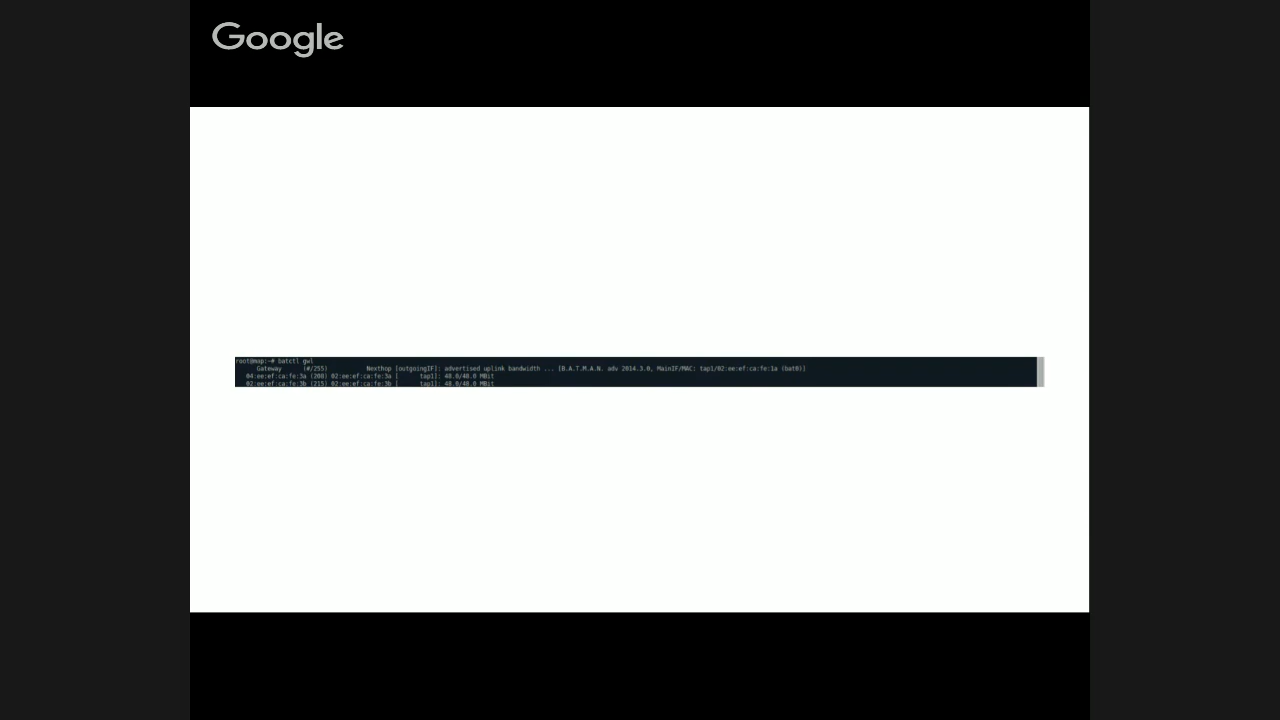 Google
root@map:~# batctl gwl
Gateway (#/255) Nexthop [outgoingIF]: advertised uplink bandwidth ... [B.A.T.M.A.N. adv 2014.3.0, MainIF/MAC: tap1/02:ee:ef:ca:fe:1a (bat0)]
04:ee:ef:ca:fe:3a (208) 02:ee:ef:ca:fe:3a [ tap1]: 48.0/48.0 MBit
02:ee:ef:ca:fe:3b (215) 02:ee:ef:ca:fe:3b [ tap1]: 48.0/48.0 MBit